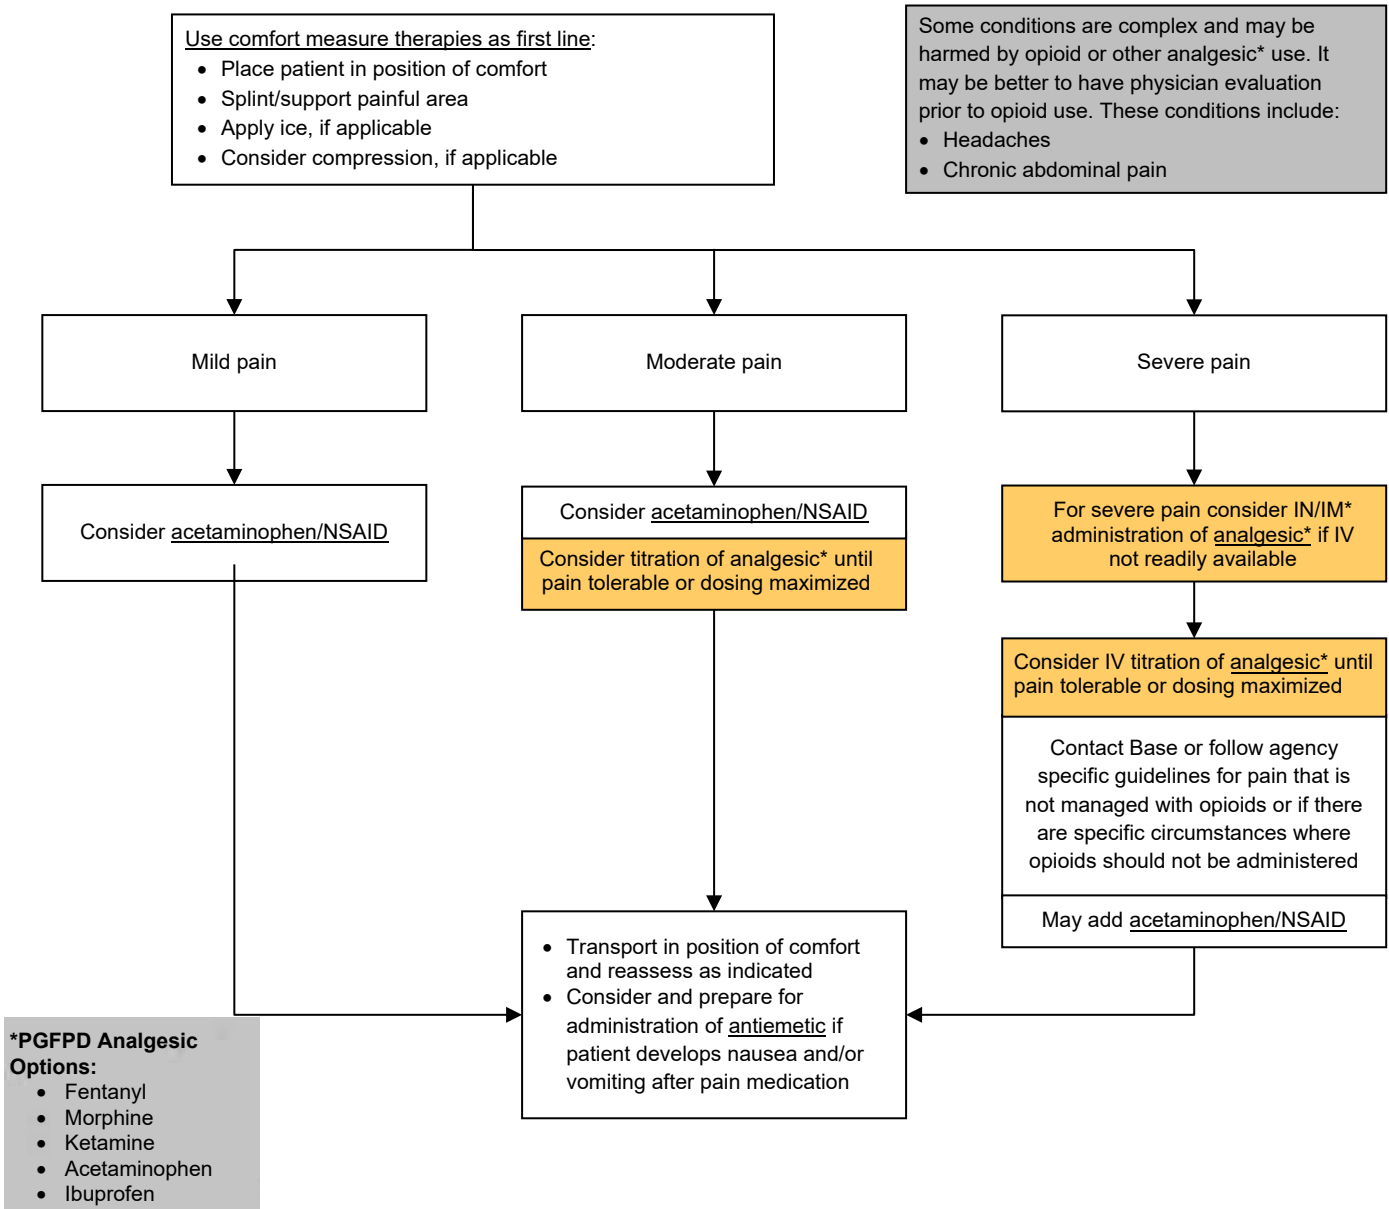 Use comfort measure therapies as first line:
• Place patient in position of comfort
• Splint/support painful area
• Apply ice, if applicable
• Consider compression, if applicable
Some conditions are complex and may be
harmed by opioid or other analgesic* use. It
may be better to have physician evaluation
prior to opioid use. These conditions include:
• Headaches
• Chronic abdominal pain
Mild pain
Moderate pain
Severe pain
Consider acetaminophen/NSAID
Consider acetaminophen/NSAID
Consider titration of analgesic* until
pain tolerable or dosing maximized
For severe pain consider IN/IM*
administration of analgesic* if IV
not readily available
Consider IV titration of analgesic* until
pain tolerable or dosing maximized
Contact Base or follow agency
specific guidelines for pain that is
not managed with opioids or if there
are specific circumstances where
opioids should not be administered
May add acetaminophen/NSAID
• Transport in position of comfort
and reassess as indicated
• Consider and prepare for
administration of antiemetic if
patient develops nausea and/or
vomiting after pain medication
*PGFPD Analgesic
Options:
• Fentanyl
• Morphine
• Ketamine
• Acetaminophen
• Ibuprofen